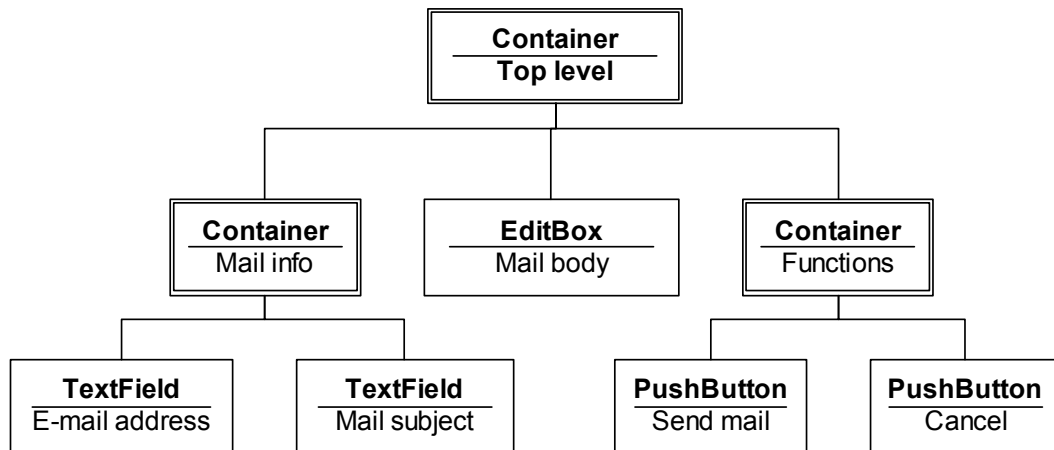 Container
Top level
Container
Mail info
EditBox
Mail body
Container
Functions
TextField
E-mail address
TextField
Mail subject
PushButton
Send mail
PushButton
Cancel